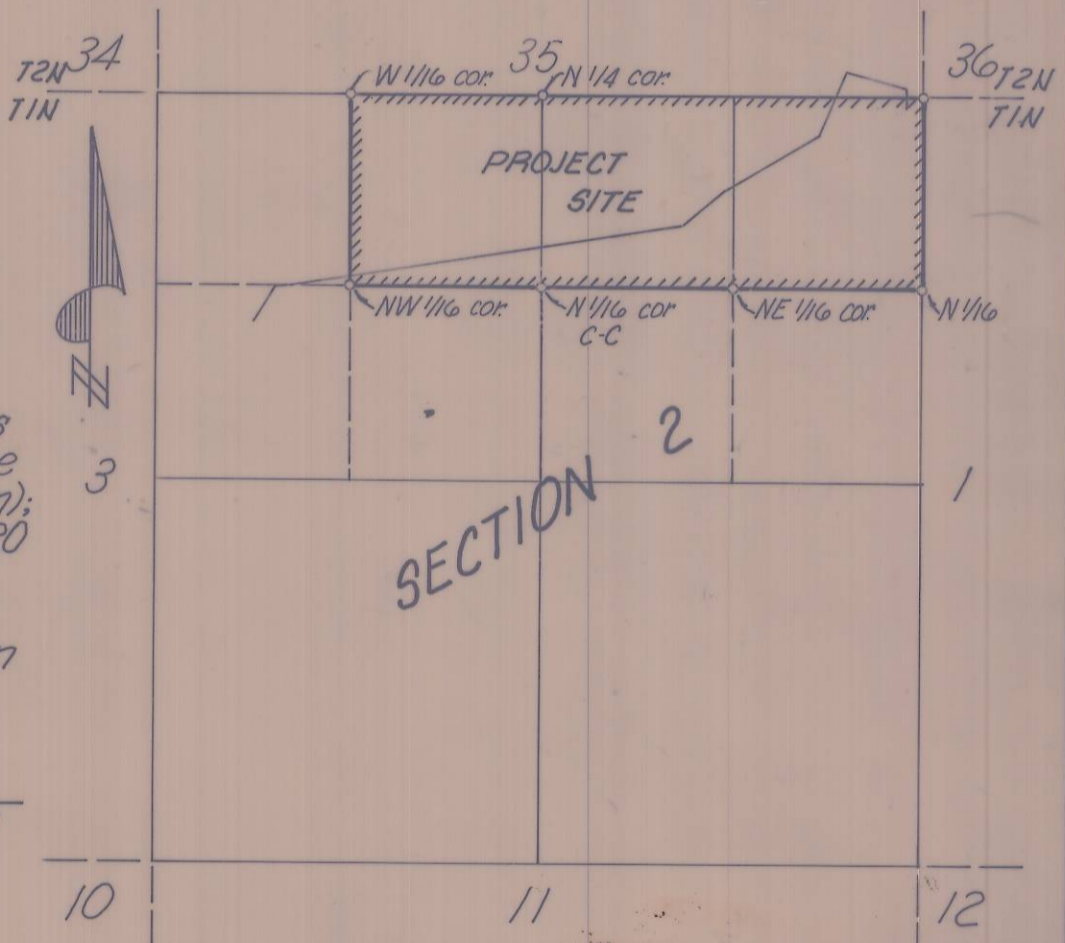 34
35
36
T2N
T1N
T2N
T1N
W 1/16 cor.
N 1/4 cor.
PROJECT
SITE
NW 1/16 cor.
N 1/16 cor
C-C
NE 1/16 cor.
N 1/16
3
SECTION 2
1
10
11
12